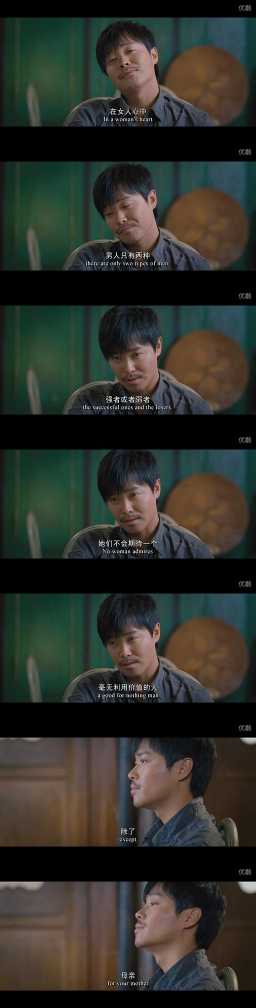 优酷
在女人心中
In a woman's heart
优酷
男人只有两种
there are only two types of men
优酷
强者或者弱者
the successful ones and the losers
优酷
她们不会期待一个
No woman admires
优酷
毫无利用价值的人
a good for nothing man
优酷
除了
except
优酷
母亲
for your mother